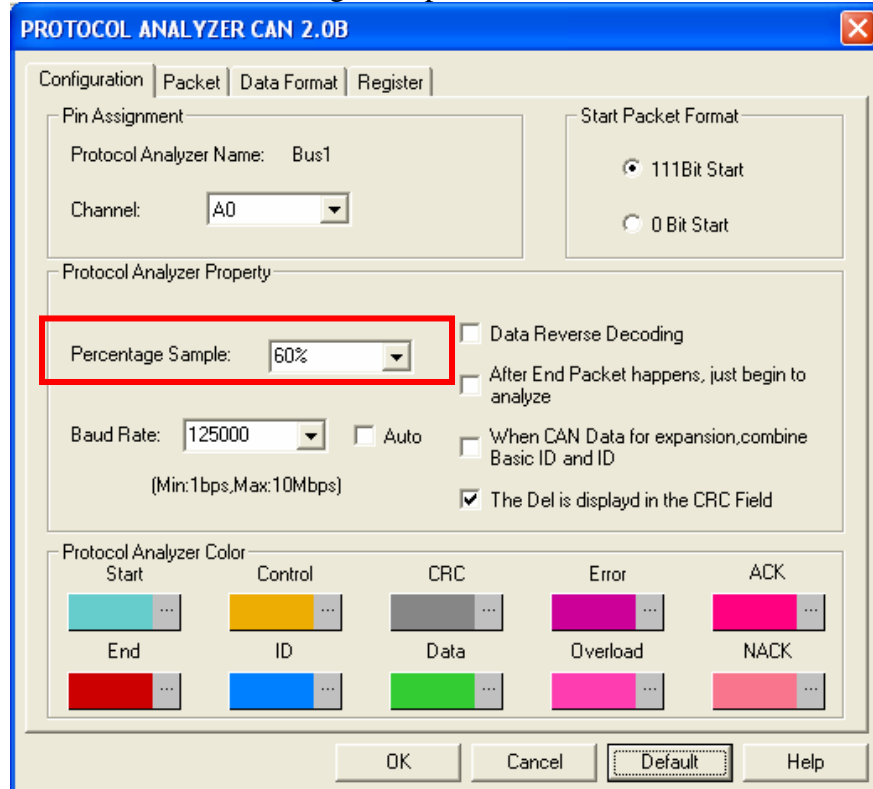 PROTOCOL ANALYZER CAN 2.0B
Configuration Packet Data Format Register
Pin Assignment
Protocol Analyzer Name: Bus1
Channel: A0
Start Packet Format
111Bit Start
0 Bit Start
Protocol Analyzer Property
Percentage Sample: 60%
Baud Rate: 125000 Auto
(Min:1bps,Max:10Mbps)
Data Reverse Decoding
After End Packet happens, just begin to
analyze
When CAN Data for expansion,combine
Basic ID and ID
The Del is displayd in the CRC Field
Protocol Analyzer Color
Start Control CRC Error ACK
... ... ... ... ...
End ID Data Overload NACK
... ... ... ... ...
OK Cancel Default Help